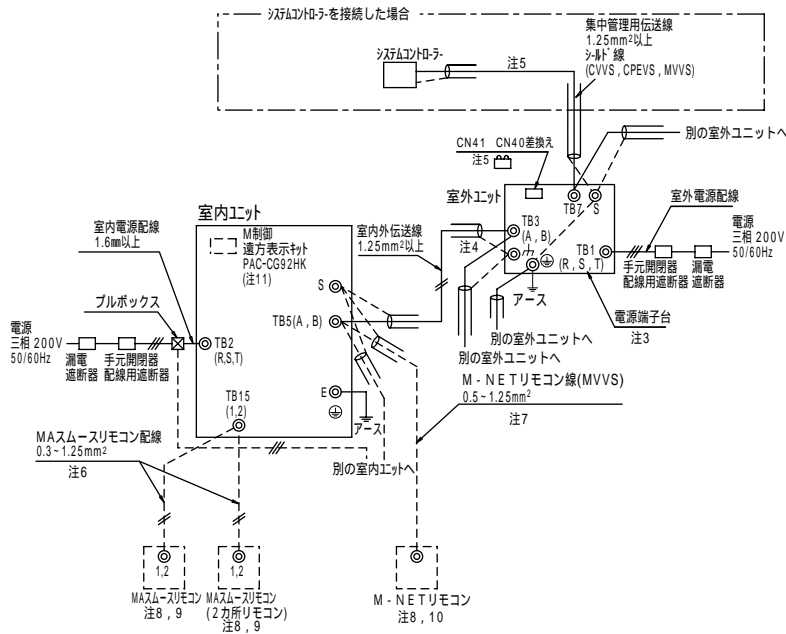 システムコントローラーを接続した場合
集中管理用伝送線
1.25mm²以上
シールド線
(CVVS , CPEVS , MVVS)
システムコントローラー
注5
別の室外ユニットへ
CN41 CN40差換え
注5
室外ユニット
TB7
S
室外電源配線
室内ユニット
M制御
遠方表示キット
PAC-CG92HK
(注11)
室内電源配線
1.6mm以上
室内外伝送線
1.25mm²以上
注4
TB3
(A , B)
TB1
(R , S , T)
電源
三相 200V
50/60Hz
手元開閉器
配線用遮断器
漏電
遮断器
アース
電源端子台
注3
S
プルボックス
TB5(A , B)
別の室外ユニットへ
別の室外ユニットへ
電源
三相 200V
50/60Hz
漏電
遮断器
手元開閉器
配線用遮断器
TB2
(R,S,T)
M - NETリモコン線(MVVS)
0.5~1.25mm²
注7
TB15
(1,2)
E
アース
MAスムースリモコン配線
0.3~1.25mm²
注6
別の室内ユニットへ
1,2
1,2
MAスムースリモコン
注8 , 9
MAスムースリモコン
(2カ所リモコン)
注8 , 9
M - NETリモコン
注8 , 10